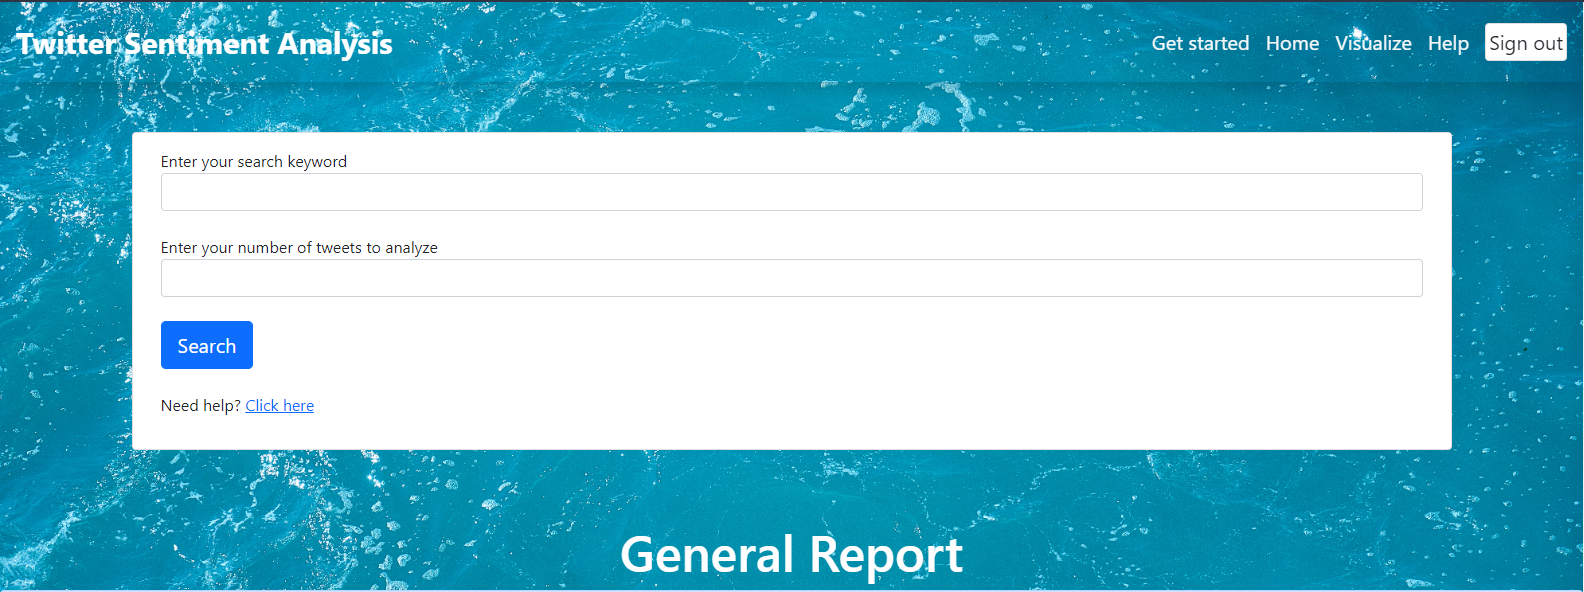 Twitter Sentiment Analysis
Get started Home Visualize Help Sign out
Enter your search keyword
Enter your number of tweets to analyze
Search
Need help? Click here
General Report